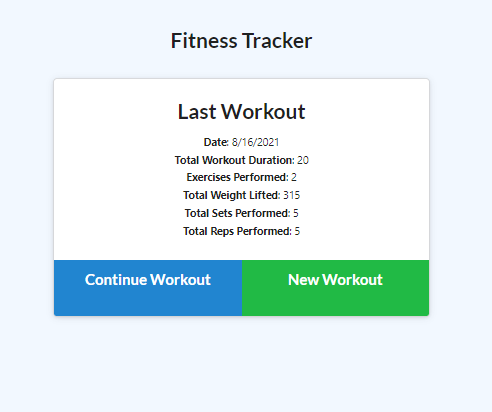 Fitness Tracker
Last Workout
Date: 8/16/2021
Total Workout Duration: 20
Exercises Performed: 2
Total Weight Lifted: 315
Total Sets Performed: 5
Total Reps Performed: 5
Continue Workout
New Workout